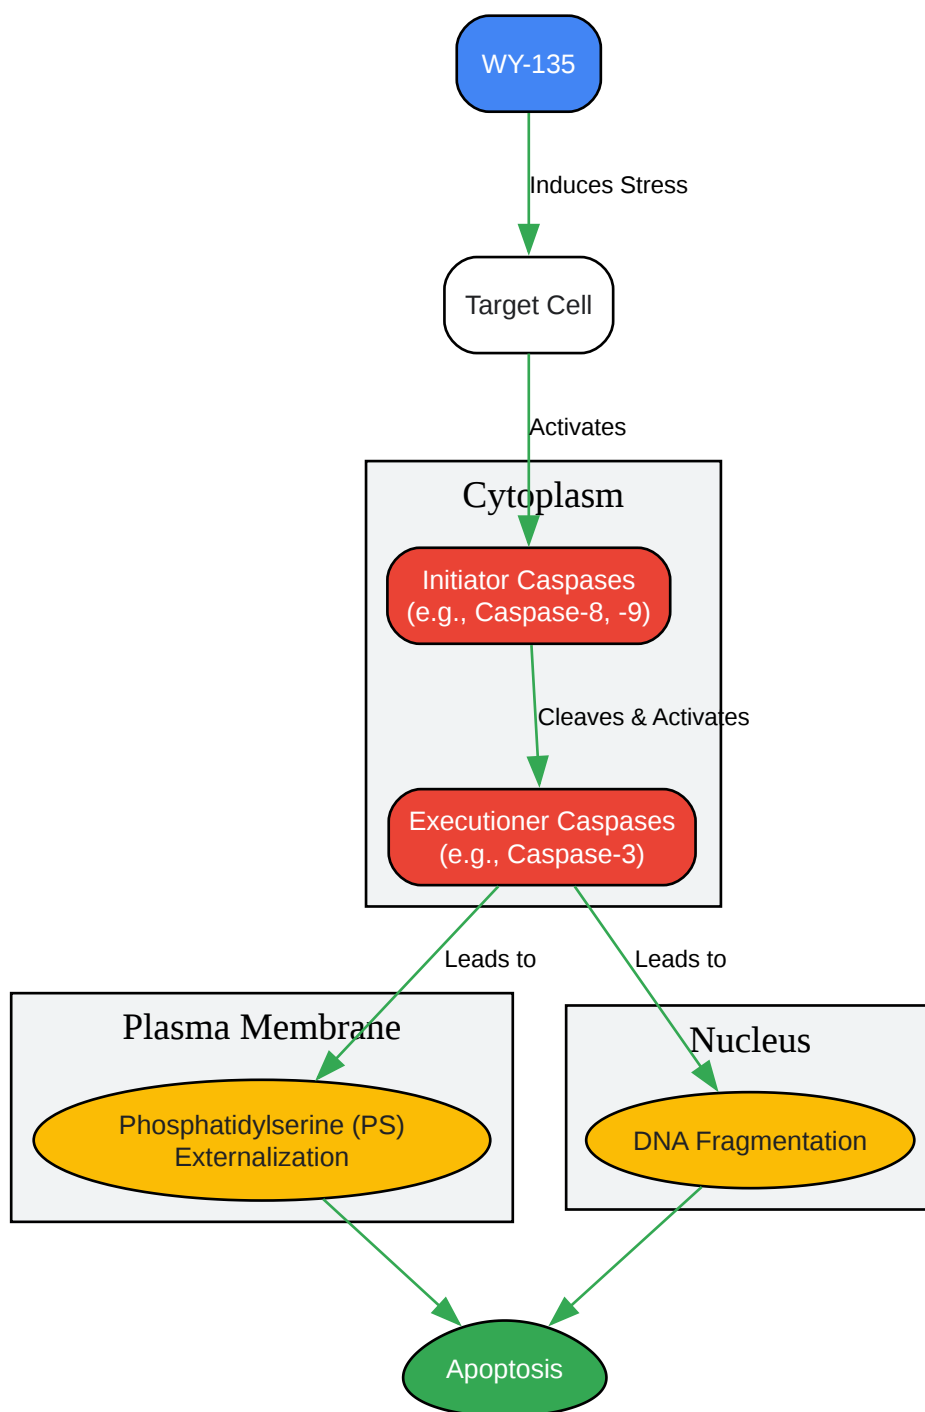 WY-135
Induces Stress
Target Cell
Activates
Cytoplasm
Initiator Caspases
(e.g., Caspase-8, -9)
Cleaves & Activates
Executioner Caspases
(e.g., Caspase-3)
Leads to
Leads to
Plasma Membrane
Nucleus
Phosphatidylserine (PS)
Externalization
DNA Fragmentation
Apoptosis